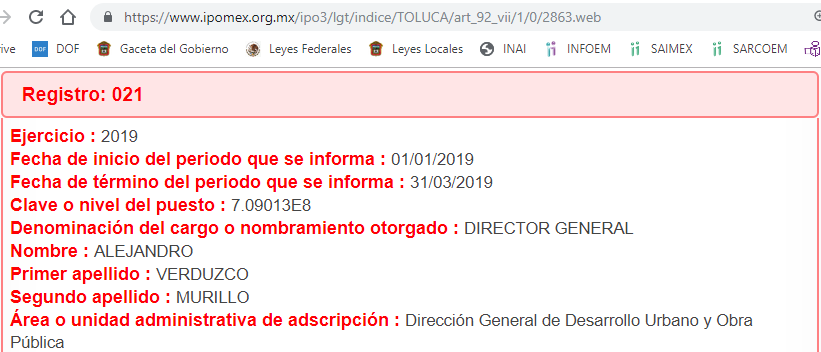 https://www.ipomex.org.mx/ipo3/lgt/indice/TOLUCA/art_92_vii/1/0/2863.web
rive DOF DOF Gaceta del Gobierno Leyes Federales Leyes Locales INAI INFOEM SAIMEX SARCOEM
Registro: 021
Ejercicio : 2019
Fecha de inicio del periodo que se informa : 01/01/2019
Fecha de término del periodo que se informa : 31/03/2019
Clave o nivel del puesto : 7.09013E8
Denominación del cargo o nombramiento otorgado : DIRECTOR GENERAL
Nombre : ALEJANDRO
Primer apellido : VERDUZCO
Segundo apellido : MURILLO
Área o unidad administrativa de adscripción : Dirección General de Desarrollo Urbano y Obra
Pública